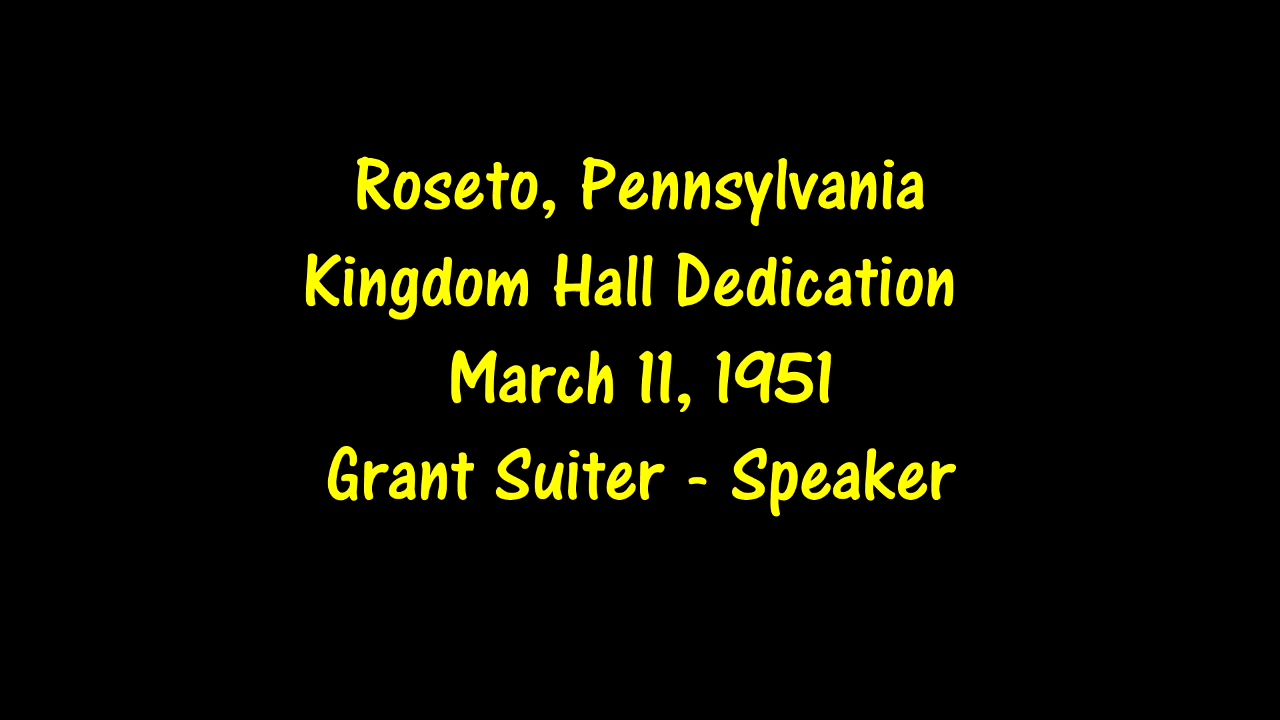 Roseto, Pennsylvania
Kingdom Hall Dedication
March 11, 1951
Grant Suiter - Speaker